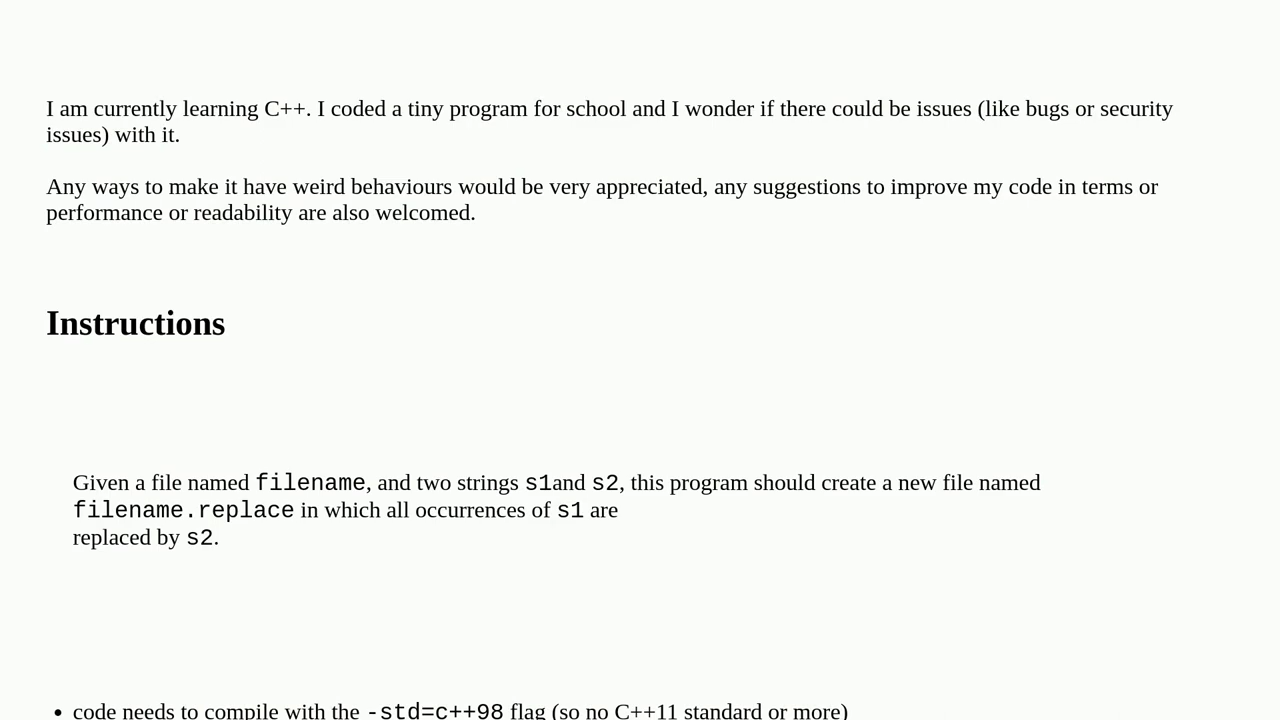 I am currently learning C++. I coded a tiny program for school and I wonder if there could be issues (like bugs or security
issues) with it.
Any ways to make it have weird behaviours would be very appreciated, any suggestions to improve my code in terms or
performance or readability are also welcomed.
Instructions
Given a file named filename, and two strings s1and s2, this program should create a new file named
filename.replace in which all occurrences of s1 are
replaced by s2.
• code needs to compile with the -std=c++98 flag (so no C++11 standard or more)